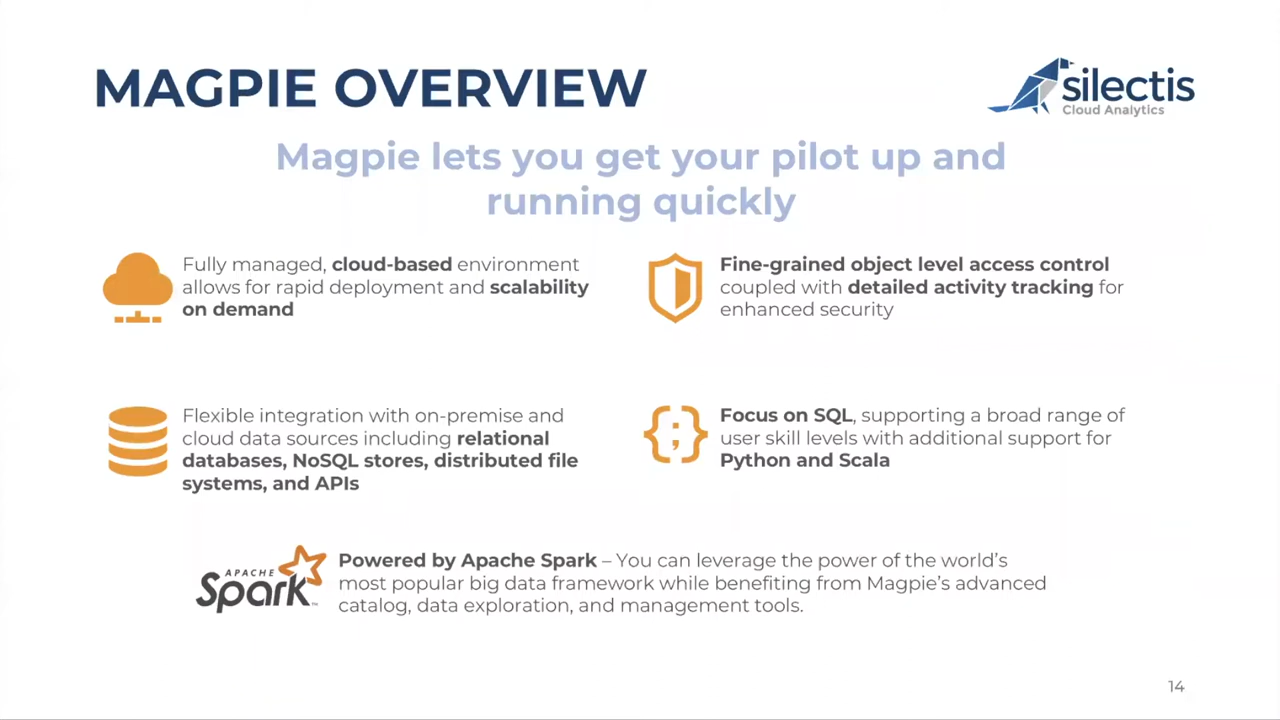 MAGPIE OVERVIEW
silectis
Cloud Analytics
Magpie lets you get your pilot up and
running quickly
Fully managed, cloud-based environment
allows for rapid deployment and scalability
on demand
Fine-grained object level access control
coupled with detailed activity tracking for
enhanced security
Flexible integration with on-premise and
cloud data sources including relational
databases, NoSQL stores, distributed file
systems, and APIs
{;}
Focus on SQL, supporting a broad range of
user skill levels with additional support for
Python and Scala
APACHE
Spark™
Powered by Apache Spark – You can leverage the power of the world's
most popular big data framework while benefiting from Magpie's advanced
catalog, data exploration, and management tools.
14